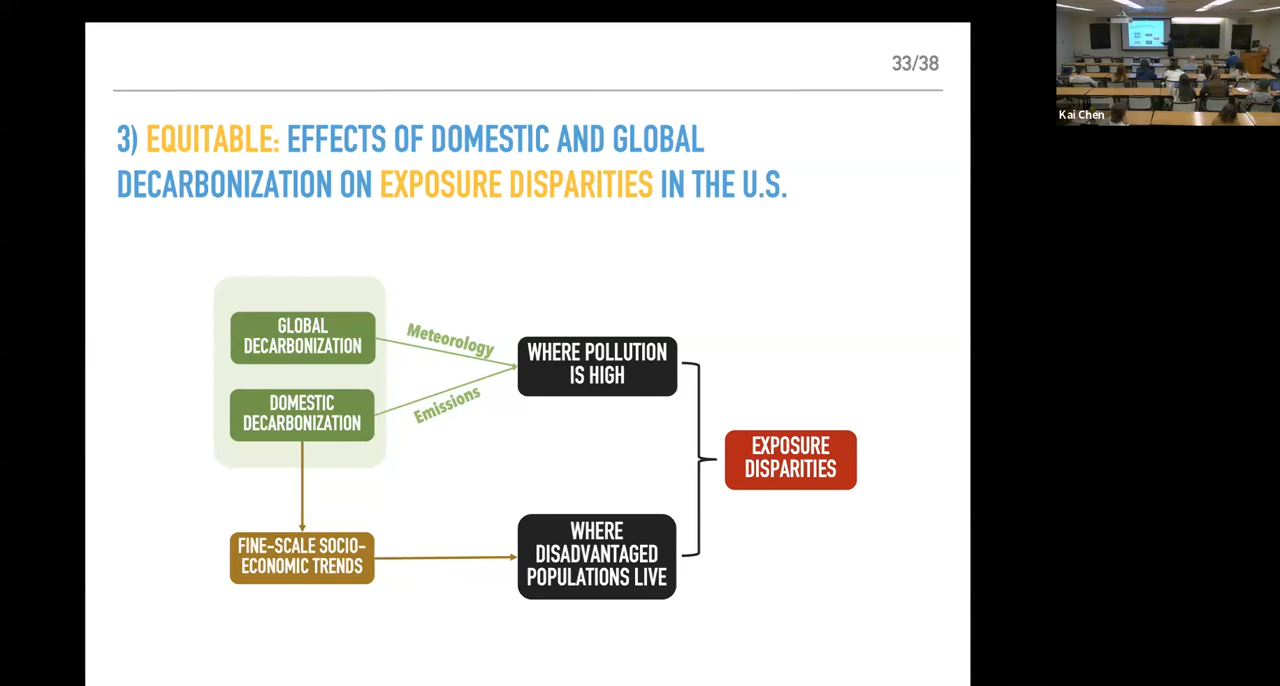 33/38
Kai Chen
3) EQUITABLE: EFFECTS OF DOMESTIC AND GLOBAL
DECARBONIZATION ON EXPOSURE DISPARITIES IN THE U.S.
GLOBAL
DECARBONIZATION
Meteorology
WHERE POLLUTION
IS HIGH
DOMESTIC
DECARBONIZATION
Emissions
EXPOSURE
DISPARITIES
FINE-SCALE SOCIO-
ECONOMIC TRENDS
WHERE
DISADVANTAGED
POPULATIONS LIVE